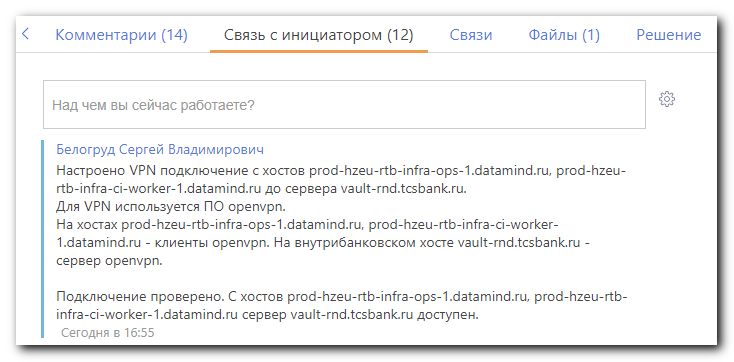 Комментарии (14) Связь с инициатором (12) Связи Файлы (1) Решение
Над чем вы сейчас работаете?
Белогруд Сергей Владимирович
Настроено VPN подключение с хостов prod-hzeu-rtb-infra-ops-1.datamind.ru, prod-hzeu-
rtb-infra-ci-worker-1.datamind.ru до сервера vault-rnd.tcsbank.ru.
Для VPN используется ПО openvpn.
На хостах prod-hzeu-rtb-infra-ops-1.datamind.ru, prod-hzeu-rtb-infra-ci-worker-
1.datamind.ru - клиенты openvpn. На внутрибанковском хосте vault-rnd.tcsbank.ru -
сервер openvpn.
Подключение проверено. С хостов prod-hzeu-rtb-infra-ops-1.datamind.ru, prod-hzeu-rtb-
infra-ci-worker-1.datamind.ru сервер vault-rnd.tcsbank.ru доступен.
Сегодня в 16:55